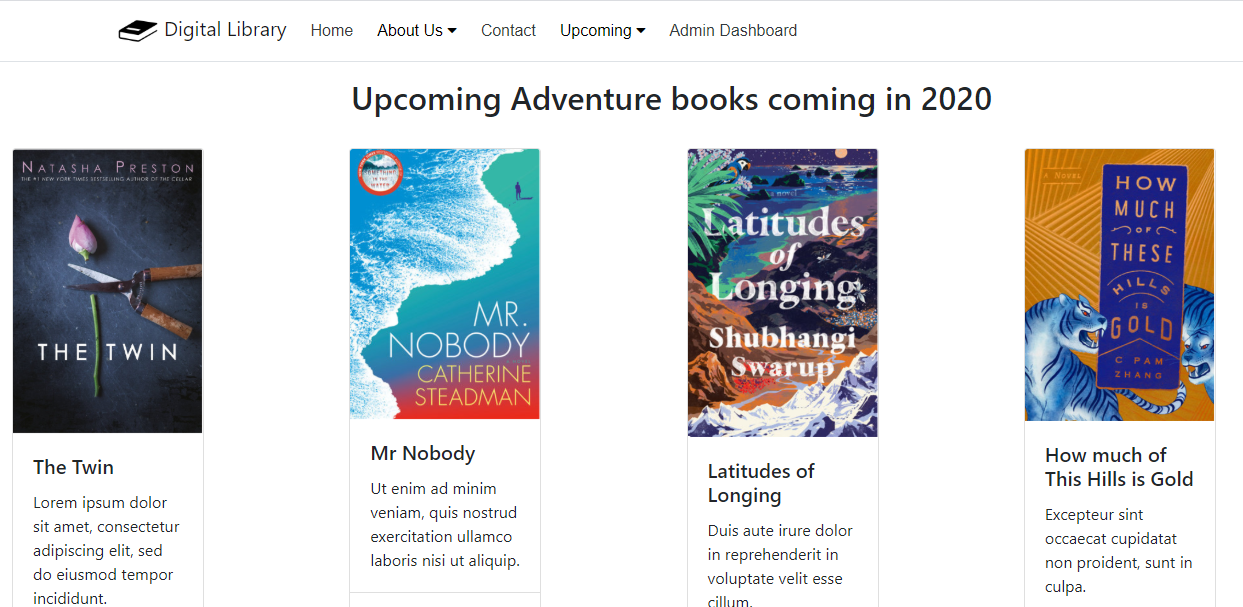 Digital Library
Home
About Us
Contact
Upcoming
Admin Dashboard
Upcoming Adventure books coming in 2020
NATASHA PRESTON
THE #1 NEW YORK TIMES BESTSELLING AUTHOR OF THE CELLAR
THE TWIN
The Twin
Lorem ipsum dolor
sit amet, consectetur
adipiscing elit, sed
do eiusmod tempor
incididunt.
SOMETHING
IN THE
WATER
MR.
NOBODY
CATHERINE
STEADMAN
Mr Nobody
Ut enim ad minim
veniam, quis nostrud
exercitation ullamco
laboris nisi ut aliquip.
a novel
Latitudes
of
Longing
Shubhangi
Swarup
Latitudes of
Longing
Duis aute irure dolor
in reprehenderit in
voluptate velit esse
cillum.
A NOVEL
HOW
MUCH
OF
THESE
HILLS
IS
GOLD
C PAM
ZHANG
How much of
This Hills is Gold
Excepteur sint
occaecat cupidatat
non proident, sunt in
culpa.